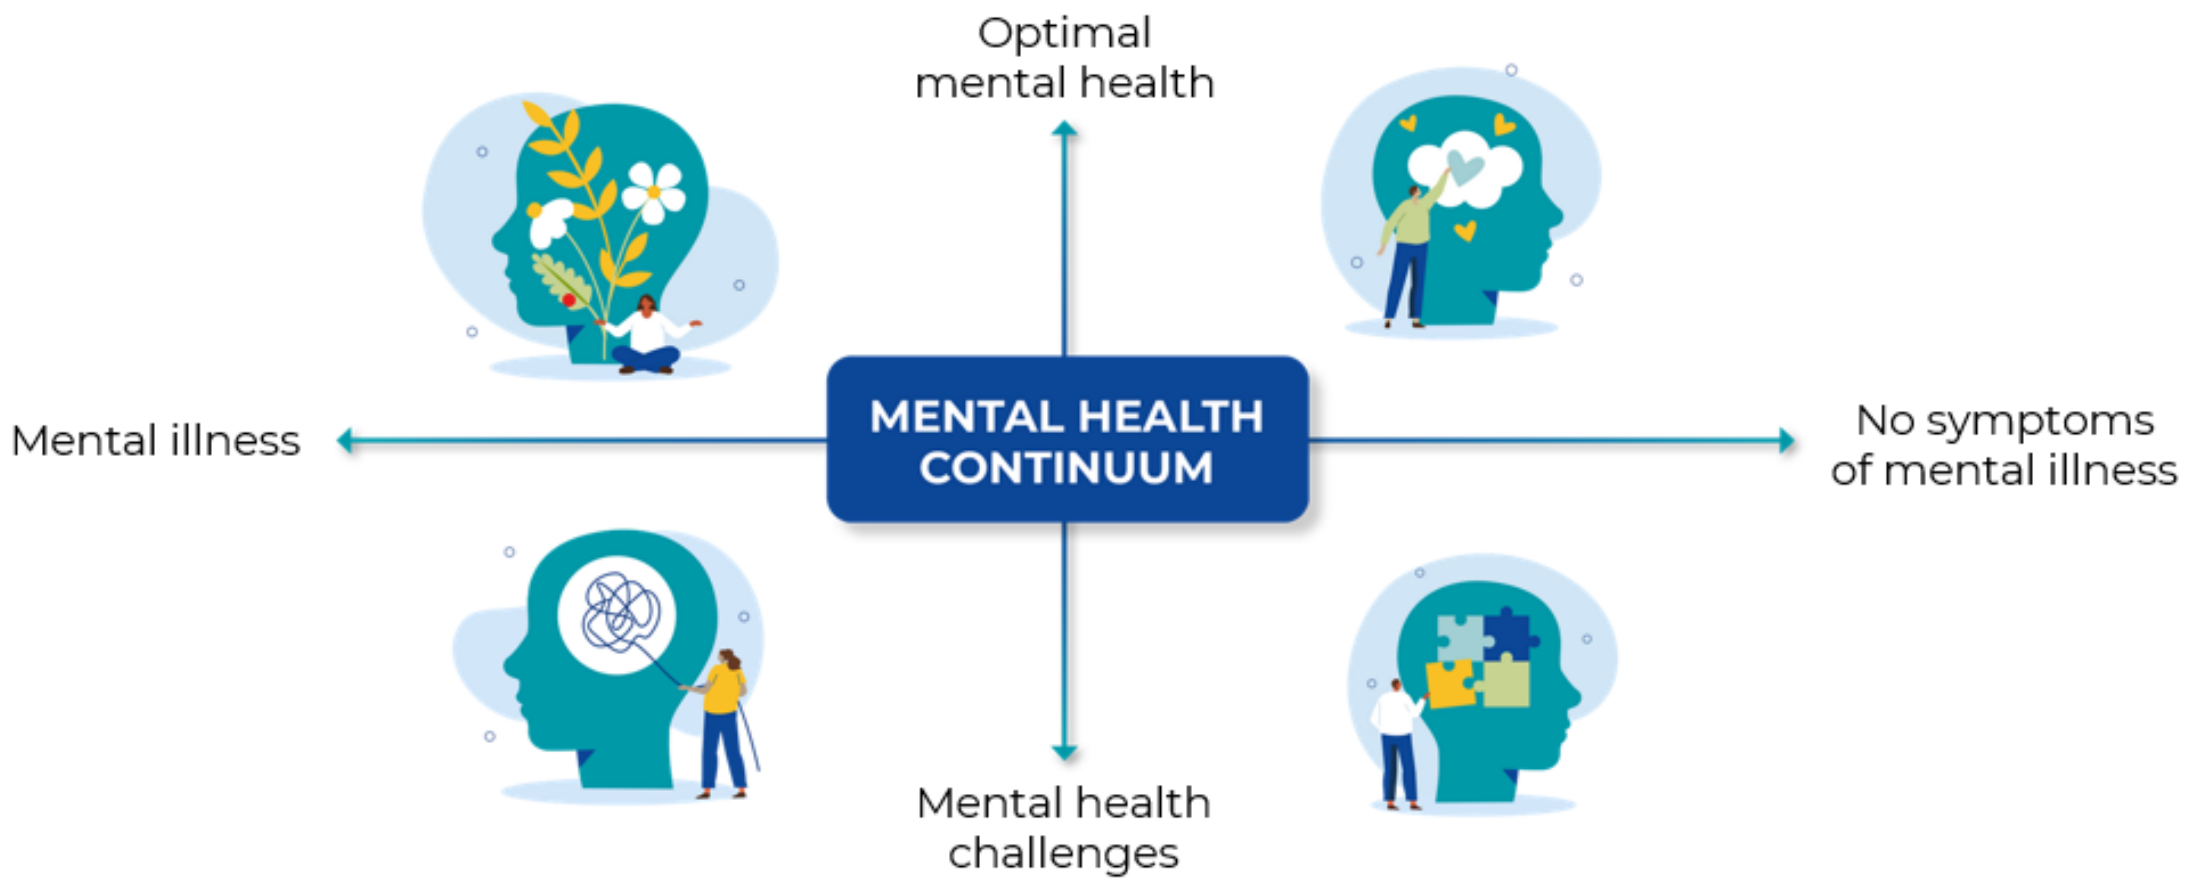 Optimal
mental health
Mental illness
MENTAL HEALTH
CONTINUUM
No symptoms
of mental illness
Mental health
challenges